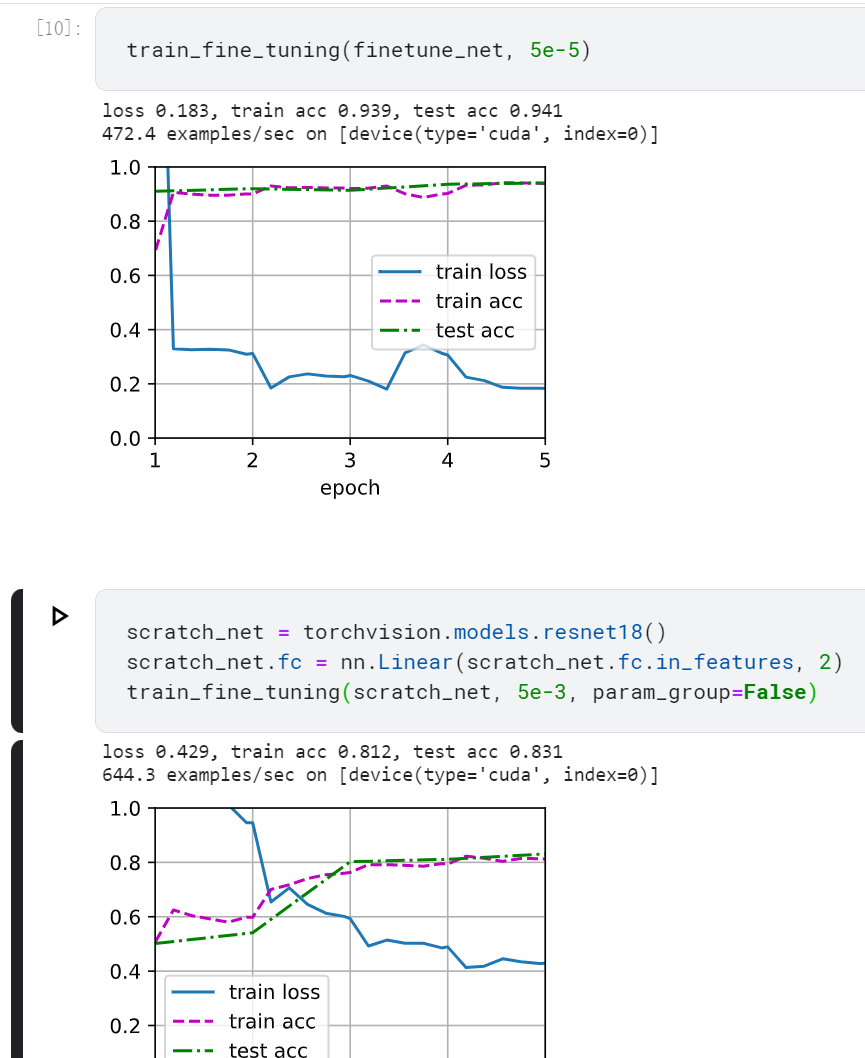 [10]:
train_fine_tuning(finetune_net, 5e-5)
loss 0.183, train acc 0.939, test acc 0.941
472.4 examples/sec on [device(type='cuda', index=0)]
1.0
0.8
0.6
0.4
0.2
0.0
train loss
train acc
test acc
1 2 3 4 5
epoch
scratch_net = torchvision.models.resnet18()
scratch_net.fc = nn.Linear(scratch_net.fc.in_features, 2)
train_fine_tuning(scratch_net, 5e-3, param_group=False)
loss 0.429, train acc 0.812, test acc 0.831
644.3 examples/sec on [device(type='cuda', index=0)]
1.0
0.8
0.6
0.4
0.2
train loss
train acc
test acc